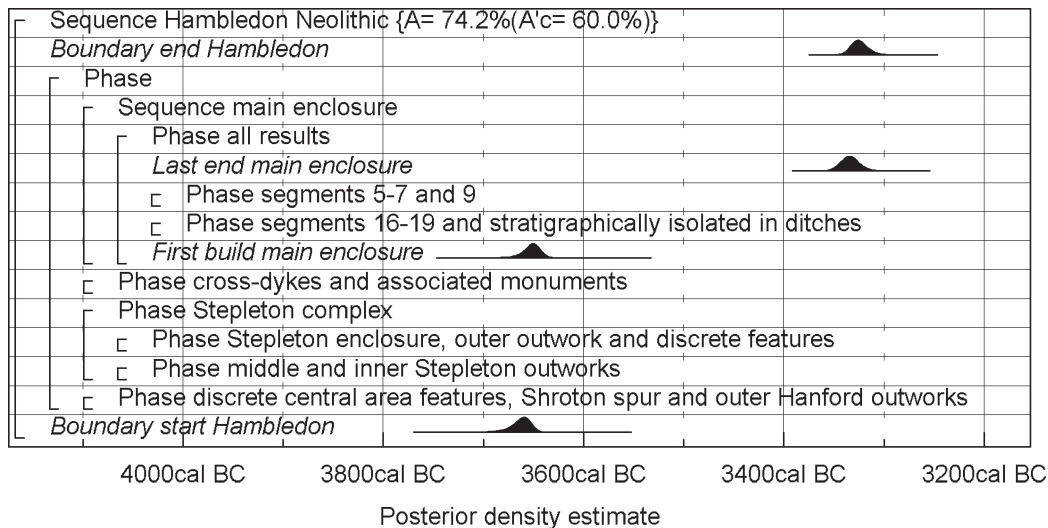 Sequence Hambledon Neolithic {A= 74.2%(A'c= 60.0%)}
Boundary end Hambledon
Phase
Sequence main enclosure
Phase all results
Last end main enclosure
Phase segments 5-7 and 9
Phase segments 16-19 and stratigraphically isolated in ditches
First build main enclosure
Phase cross-dykes and associated monuments
Phase Stepleton complex
Phase Stepleton enclosure, outer outwork and discrete features
Phase middle and inner Stepleton outworks
Phase discrete central area features, Shroton spur and outer Hanford outworks
Boundary start Hambledon
4000cal BC 3800cal BC 3600cal BC 3400cal BC 3200cal BC
Posterior density estimate